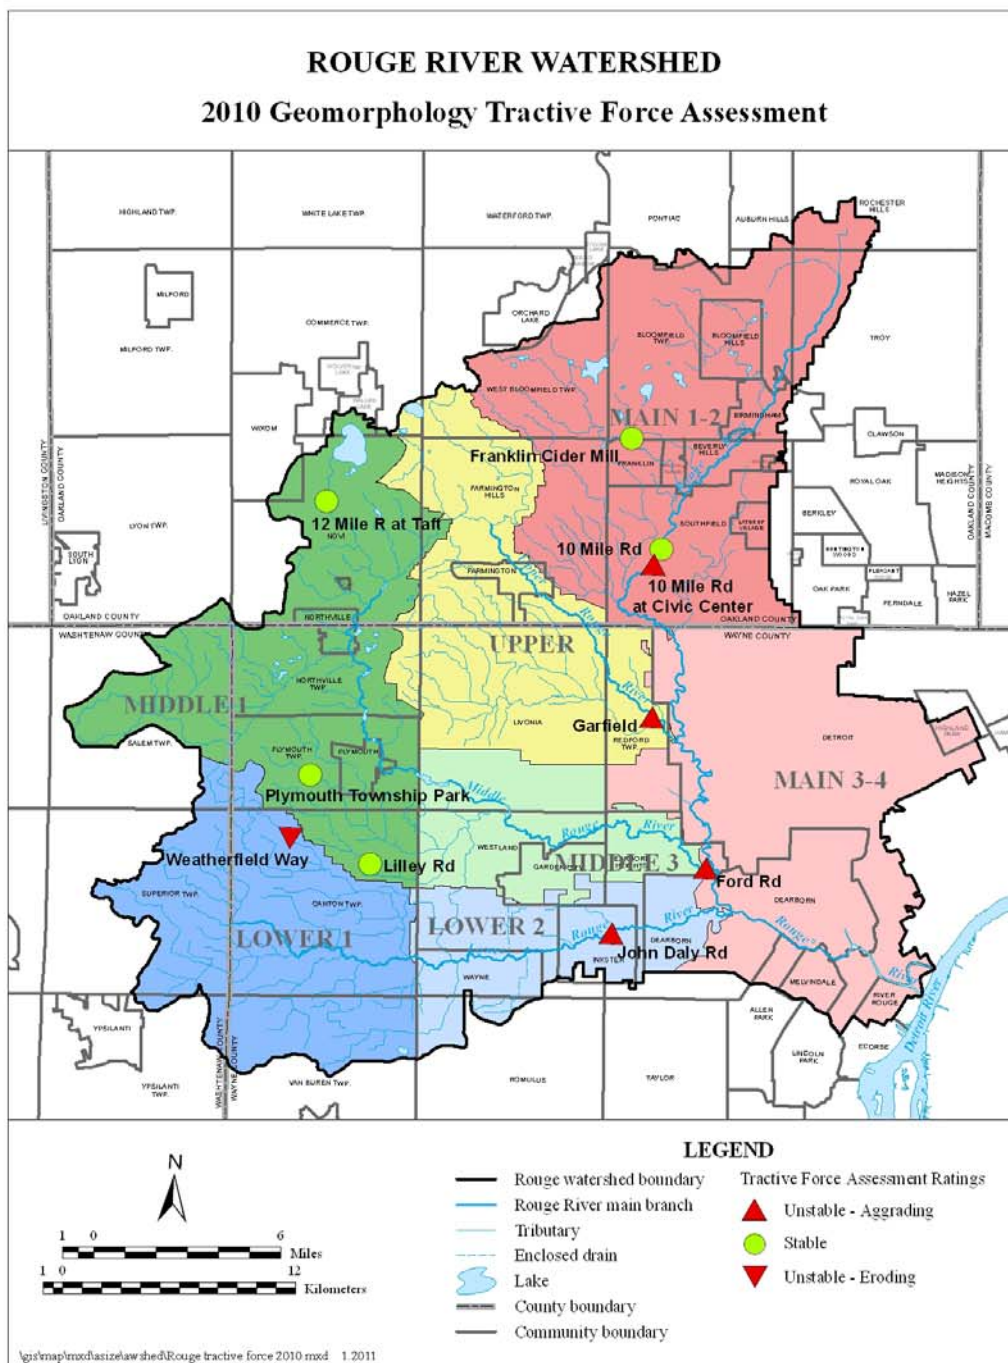 ROUGE RIVER WATERSHED
2010 Geomorphology Tractive Force Assessment
HIGHLAND TWP.
WHITE LAKE TWP.
WATERFORD TWP.
PONTIAC
AUBURN HILLS
ROCHESTER
HILLS
MILFORD
ORCHARD
LAKE
COMMERCE TWP.
MILFORD TWP.
BLOOMFIELD
TWP.
BLOOMFIELD
HILLS
TROY
WEST BLOOMFIELD TWP.
MAIN 1-2
BIRMINGHAM
WIXOM
CLAWSON
Franklin Cider Mill
FRANKLIN
BEVERLY
HILLS
LIVINGSTON COUNTY
OAKLAND COUNTY
FARMINGTON
HILLS
ROYAL OAK
MADISON
HEIGHTS
OAKLAND COUNTY
MACOMB COUNTY
LYON TWP.
12 Mile R at Taft
NOVI
SOUTHFIELD
BERKLEY
SOUTH
LYON
10 Mile Rd
FARMINGTON
Upper
10 Mile Rd
at Civic Center
OAK PARK
FERNDALE
HAZEL
PARK
OAKLAND COUNTY
WASHTENAW COUNTY
NORTHVILLE
Rouge
OAKLAND COUNTY
WAYNE COUNTY
UPPER
NORTHVILLE
TWP.
River
MIDDLE 1
LIVONIA
Garfield
REDFORD TWP.
DETROIT
SALEM TWP.
PLYMOUTH
TWP.
PLYMOUTH
MAIN 3-4
Plymouth Township Park
Middle
Rouge
River
Weatherfield Way
WESTLAND
Lilley Rd
MIDDLE 3
Ford Rd
SUPERIOR TWP.
CANTON TWP.
DEARBORN
LOWER 1
LOWER 2
Rouge
River
DEARBORN
John Daly Rd
Rouge
WAYNE
INKSTER
MELVINDALE
River
RIVER
ROUGE
YPSILANTI
ALLEN
PARK
Detroit River
LINCOLN
PARK
ECORSE
WASHTENAW COUNTY
WAYNE COUNTY
YPSILANTI
TWP.
VAN BUREN TWP.
ROMULUS
TAYLOR
LEGEND
N
Rouge watershed boundary
Rouge River main branch
Tributary
Enclosed drain
Lake
County boundary
Community boundary
Tractive Force Assessment Ratings
Unstable - Aggrading
Stable
Unstable - Eroding
1 0 6
Miles
1 0 12
Kilometers
\gis\map\mxd\asize\awshed\Rouge tractive force 2010.mxd 1.2011